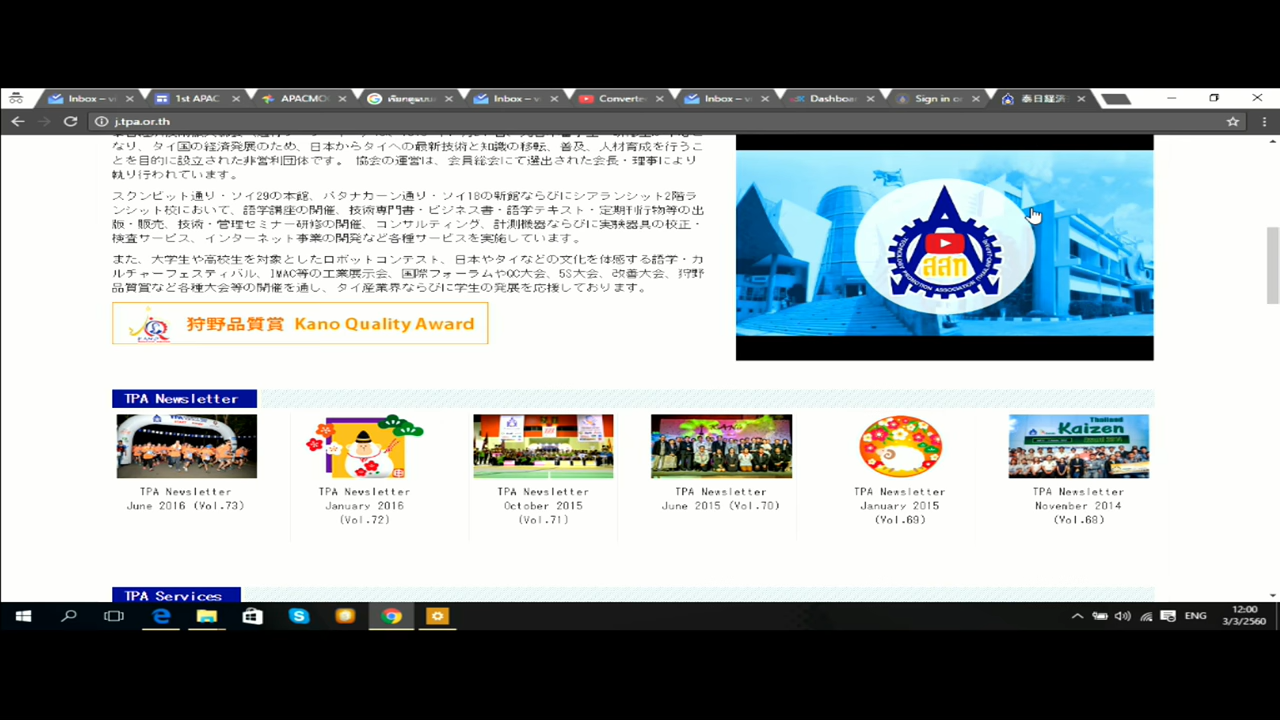 Inbox – vi
1st APAC
APACMO
เรียกดูแบบ
Inbox – vi
Converte
Inbox – vi
Dashboa
Sign in or
泰日経済
j.tpa.or.th
なり、タイ国の経済発展のため、日本からタイへの最新技術と知識の移転、普及、人材育成を行うこ
とを目的に設立された非営利団体です。 協会の運営は、会員総会にて選出された会長・理事により
執り行われています。
スクンビット通り・ソイ29の本館、パタナカーン通り・ソイ18の新館ならびにシアランシット2階ラ
ンシット校において、語学講座の開催、技術専門書・ビジネス書・語学テキスト・定期刊行物等の出
版・販売、技術・管理セミナー研修の開催、コンサルティング、計測機器ならびに実験器具の校正・
検査サービス、インターネット事業の開発など各種サービスを実施しています。
また、大学生や高校生を対象としたロボットコンテスト、日本やタイなどの文化を体感する語学・カ
ルチャーフェスティバル、IMAC等の工業展示会、国際フォーラムやQC大会、5S大会、改善大会、狩野
品質賞など各種大会等の開催を通し、タイ産業界ならびに学生の発展を応援しております。
KANO
狩野品質賞 Kano Quality Award
ส.ส.ท
TECHNOLOGY PROMOTION ASSOCIATION (THAILAND-JAPAN)
TPA Newsletter
Thailand
Kaizen
TPA Newsletter
June 2016 (Vol.73)
TPA Newsletter
January 2016
(Vol.72)
TPA Newsletter
October 2015
(Vol.71)
TPA Newsletter
June 2015 (Vol.70)
TPA Newsletter
January 2015
(Vol.69)
TPA Newsletter
November 2014
(Vol.68)
TPA Services
ENG
12:00
3/3/2560